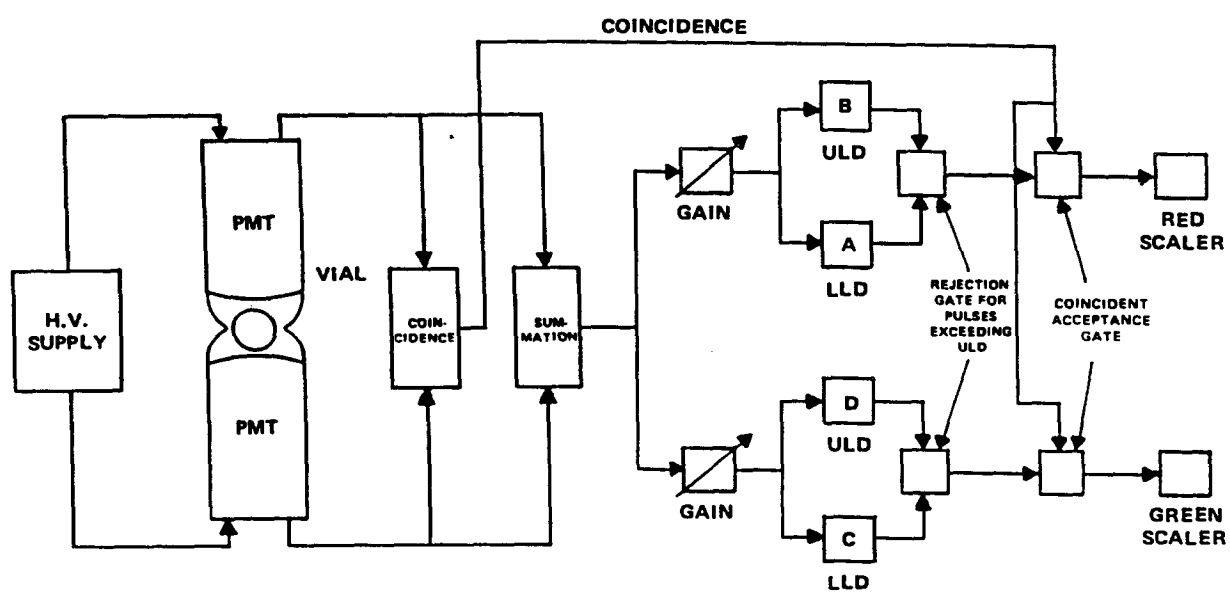 COINCIDENCE
B
ULD
GAIN
A
LLD
RED
SCALER
PMT
VIAL
H.V.
SUPPLY
COIN-
CIDENCE
SUM-
MATION
REJECTION
GATE FOR
PULSES
EXCEEDING
ULD
COINCIDENT
ACCEPTANCE
GATE
PMT
D
ULD
GAIN
C
LLD
GREEN
SCALER